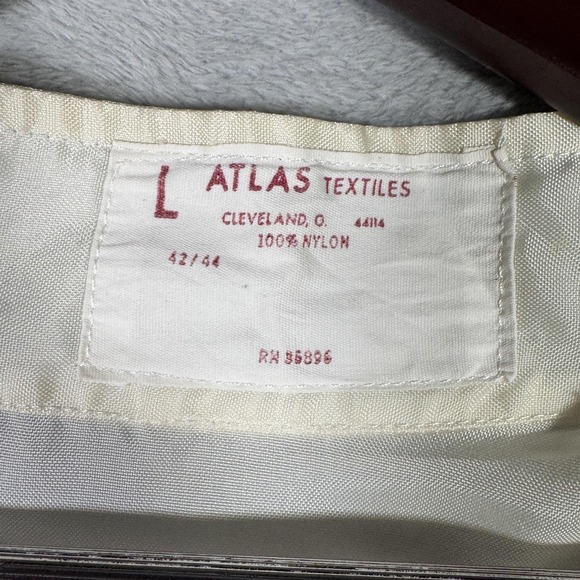 L ATLAS TEXTILES
CLEVELAND, O. 44114
100% NYLON
42/44
RN 35896